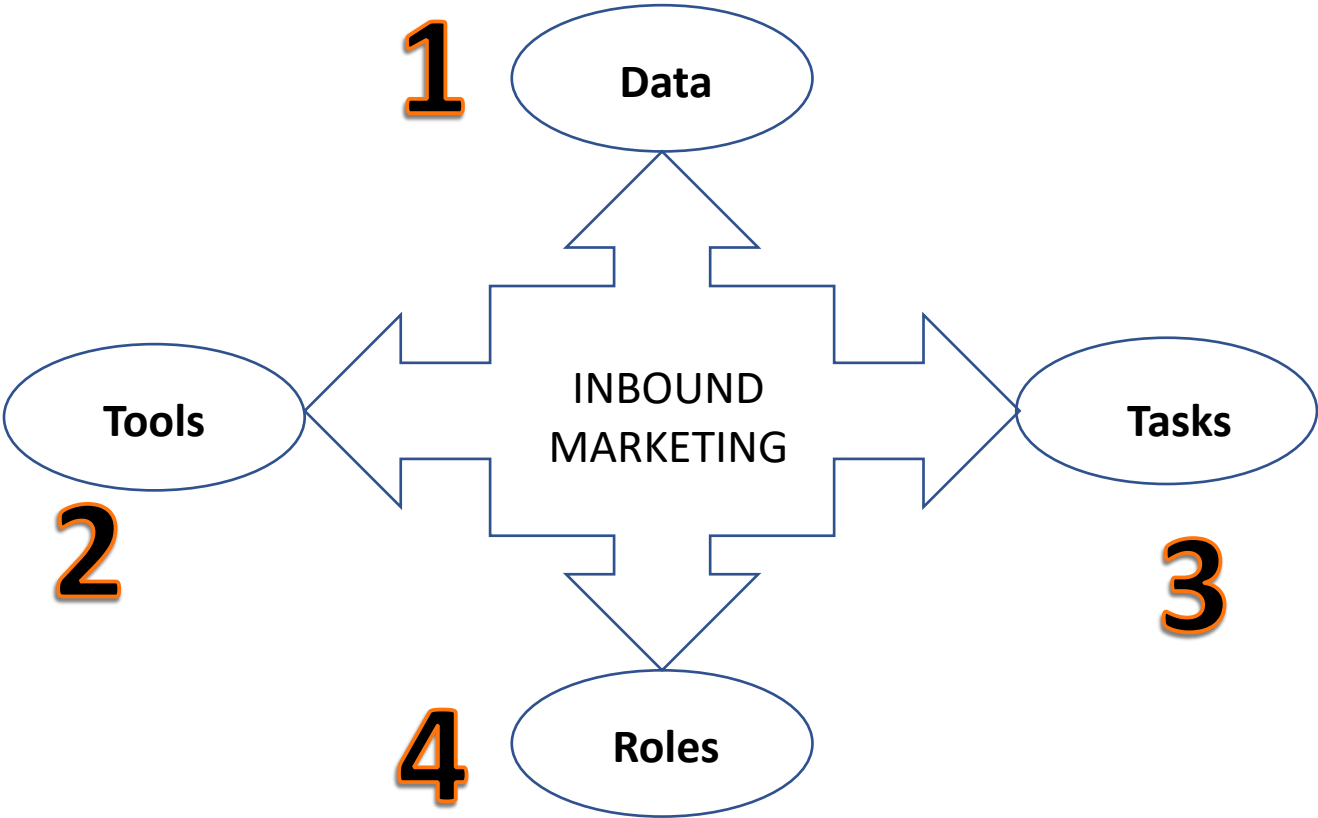 1
Data
INBOUND
MARKETING
Tools
Tasks
2
3
4
Roles